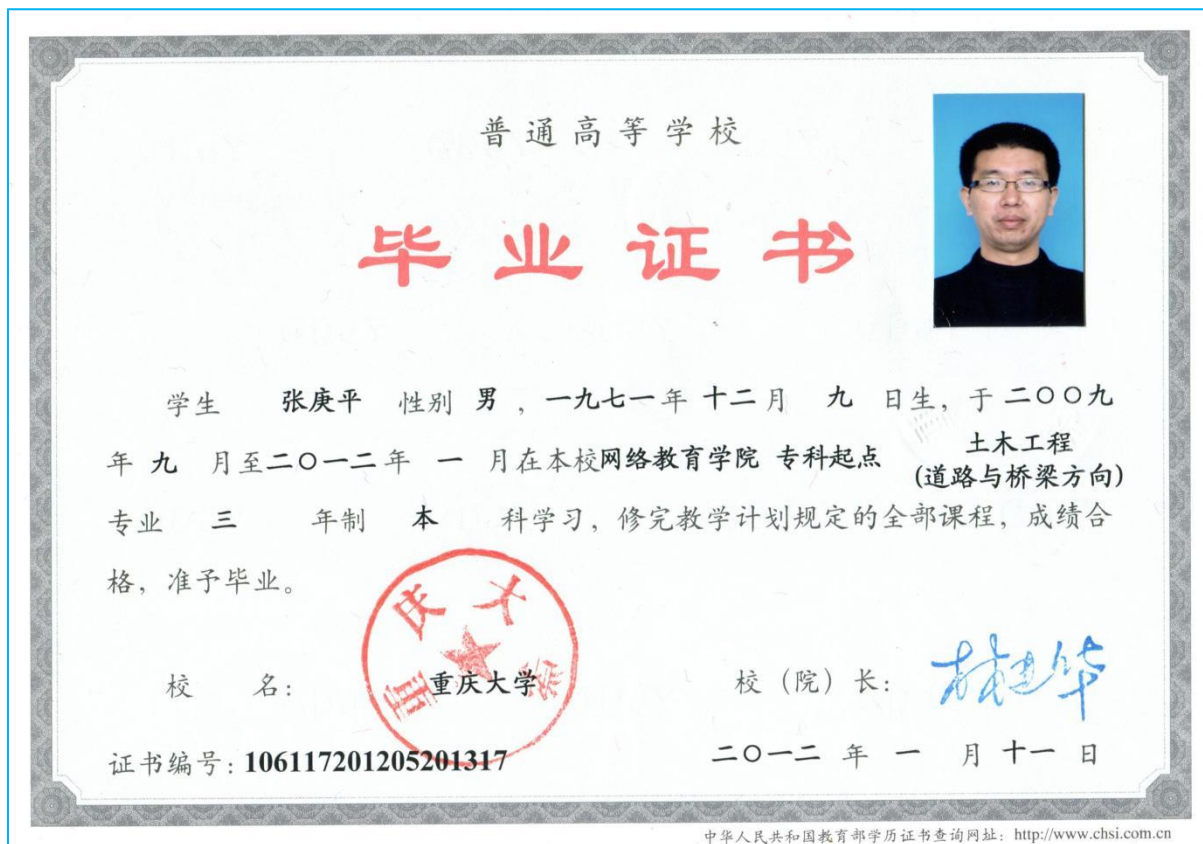 普通高等学校
毕业证书
学生 张庚平 性别 男 , 一九七一年 十二月 九 日生, 于 二〇〇九
年 九 月至二〇一二年 一 月在本校网络教育学院 专科起点 土木工程
(道路与桥梁方向)
专业 三 年制 本 科学习, 修完教学计划规定的全部课程, 成绩合
格, 准予毕业。
重庆大学
校 名: 重庆大学 校（院）长: 林建华
证书编号: 106117201205201317 二〇一二 年 一 月 十一 日
中华人民共和国教育部学历证书查询网址: http://www.chsi.com.cn